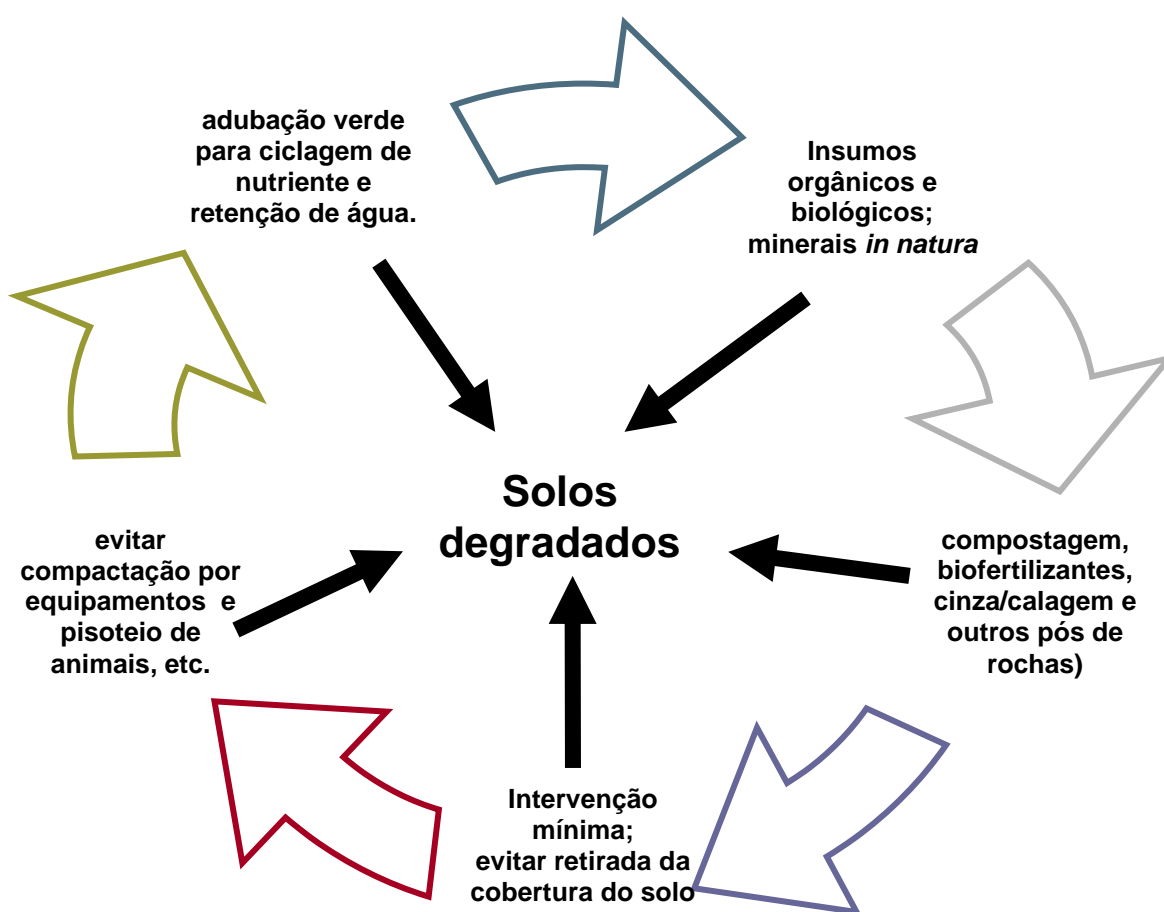 adubação verde
para ciclagem de
nutriente e
retenção de água.
Insumos
orgânicos e
biológicos;
minerais in natura
Solos
degradados
evitar
compactação por
equipamentos e
pisoteio de
animais, etc.
compostagem,
biofertilizantes,
cinza/calagem e
outros pós de
rochas)
Intervenção
mínima;
evitar retirada da
cobertura do solo